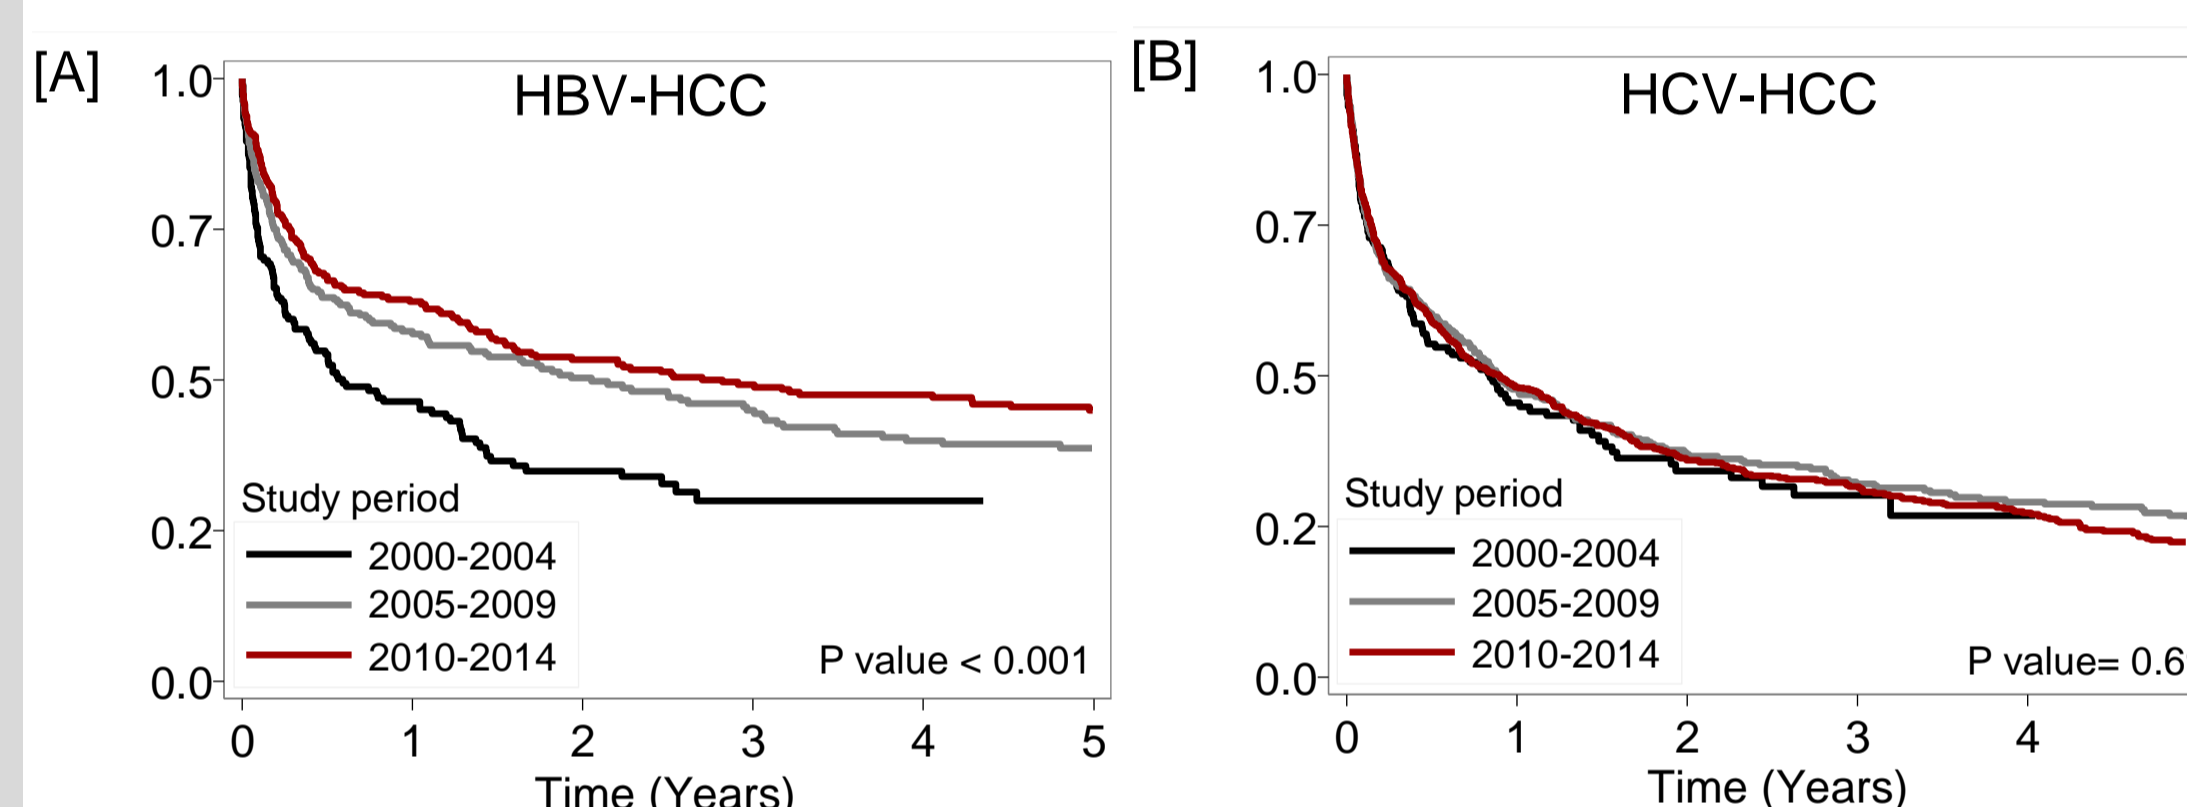 [A]
HBV-HCC
1.0
0.7
0.5
0.2
0.0
Study period
2000-2004
2005-2009
2010-2014
P value < 0.001
0 1 2 3 4 5
Time (Years)
[B]
HCV-HCC
1.0
0.7
0.5
0.2
0.0
Study period
2000-2004
2005-2009
2010-2014
P value= 0.6
0 1 2 3 4
Time (Years)